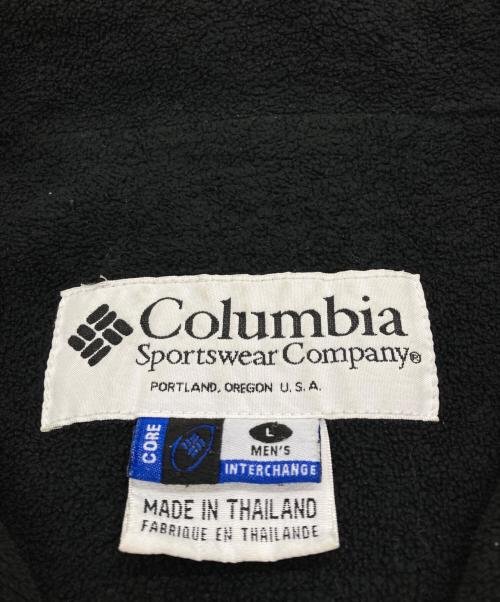 Columbia
Sportswear Company®
PORTLAND, OREGON U.S.A.
CORE
L
MEN'S
INTERCHANGE
MADE IN THAILAND
FABRIQUE EN THAILANDE